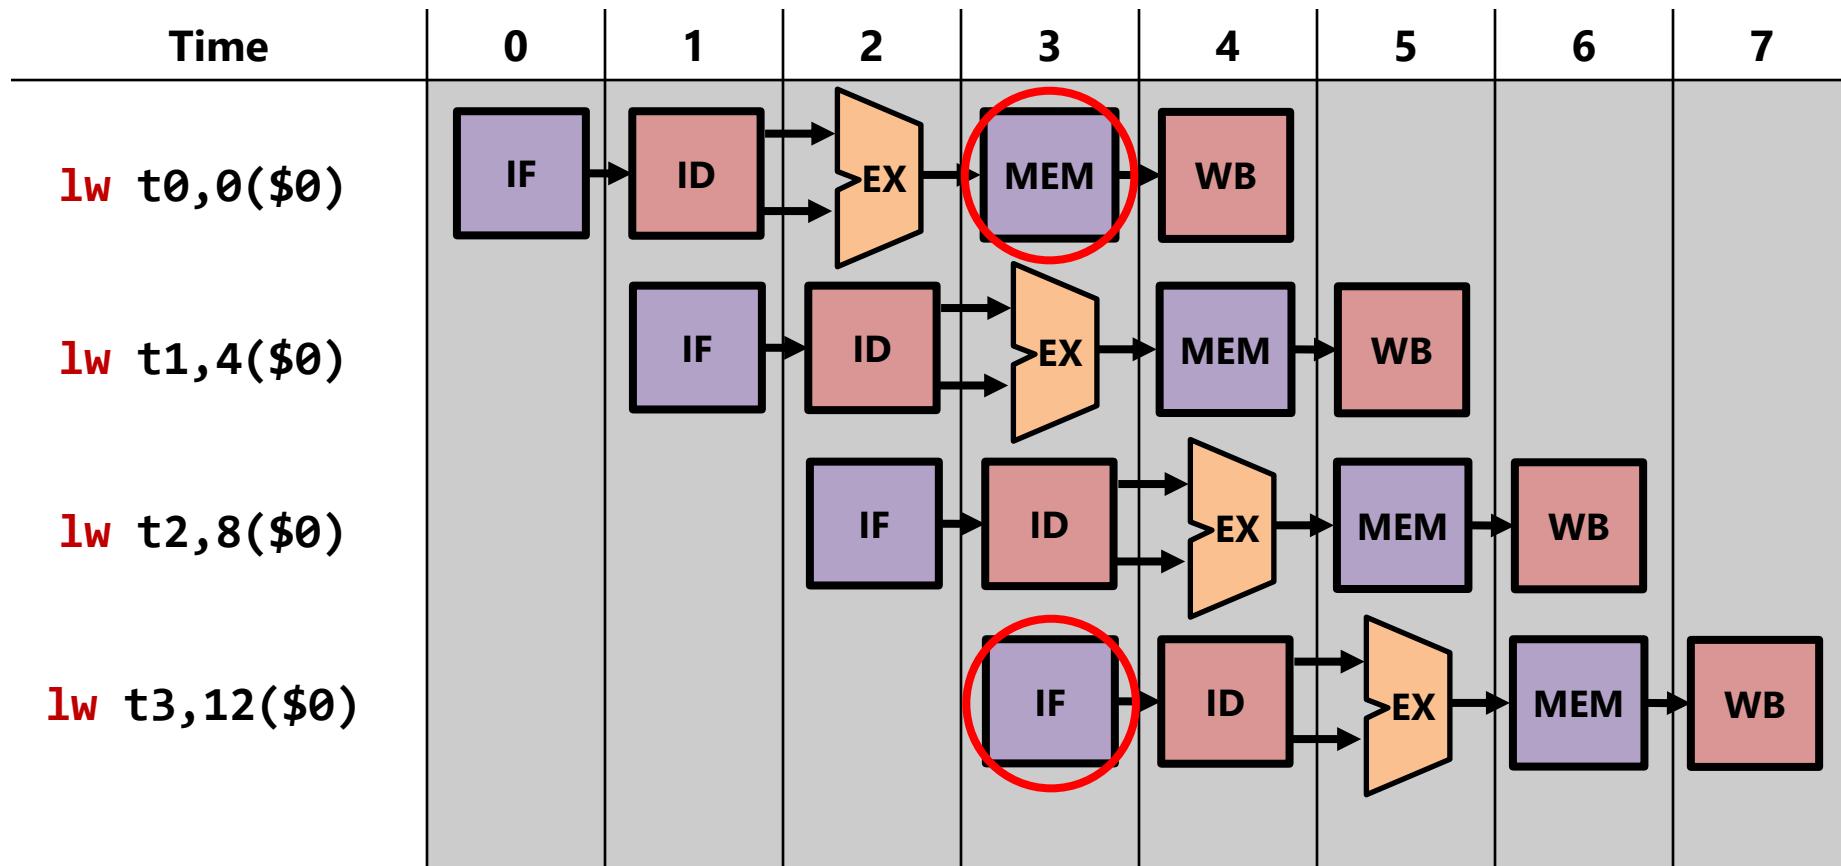 Time 0 1 2 3 4 5 6 7
lw t0,0($0) IF ID EX MEM WB
lw t1,4($0) IF ID EX MEM WB
lw t2,8($0) IF ID EX MEM WB
lw t3,12($0) IF ID EX MEM WB